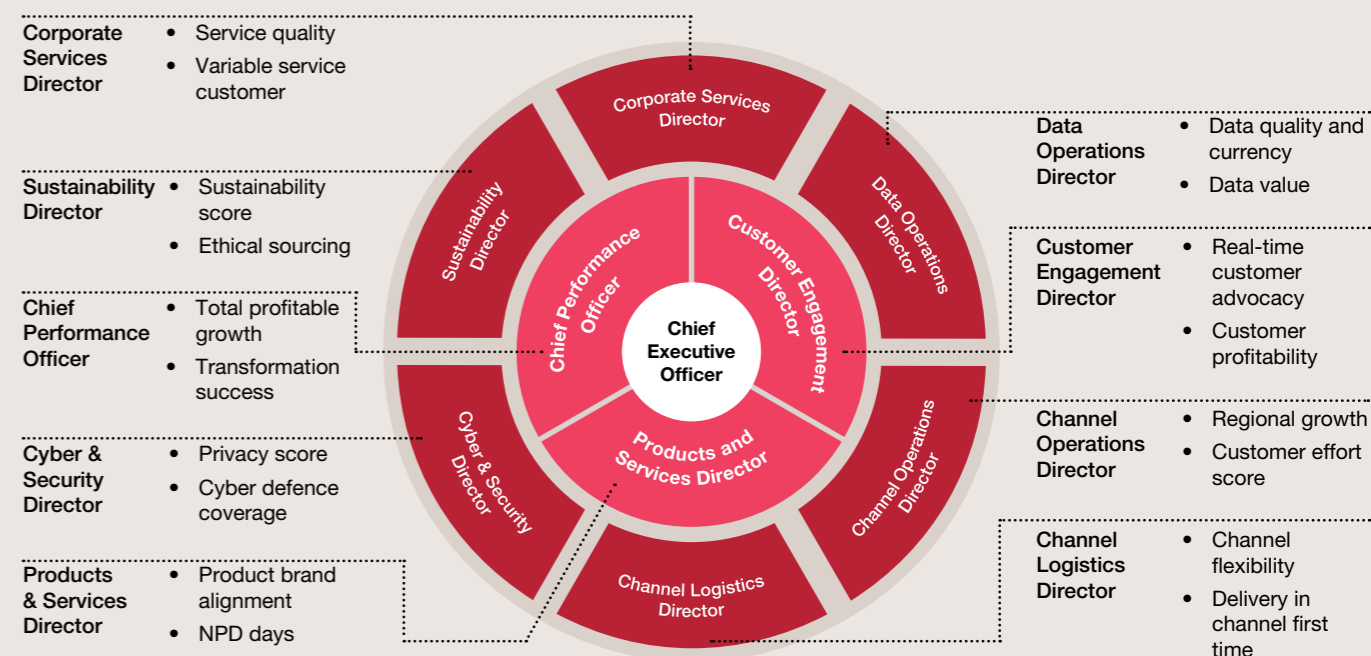 Corporate
Services
Director
• Service quality
• Variable service
customer
Sustainability
Director
• Sustainability
score
• Ethical sourcing
Chief
Performance
Officer
• Total profitable
growth
• Transformation
success
Cyber &
Security
Director
• Privacy score
• Cyber defence
coverage
Products
& Services
Director
• Product brand
alignment
• NPD days
Corporate Services
Director
Data Operations
Director
Channel Operations
Director
Channel Logistics
Director
Cyber & Security
Director
Sustainability
Director
Chief Performance
Officer
Customer Engagement
Director
Products and
Services Director
Chief
Executive
Officer
Data
Operations
Director
• Data quality and
currency
• Data value
Customer
Engagement
Director
• Real-time
customer
advocacy
• Customer
profitability
Channel
Operations
Director
• Regional growth
• Customer effort
score
Channel
Logistics
Director
• Channel
flexibility
• Delivery in
channel first
time